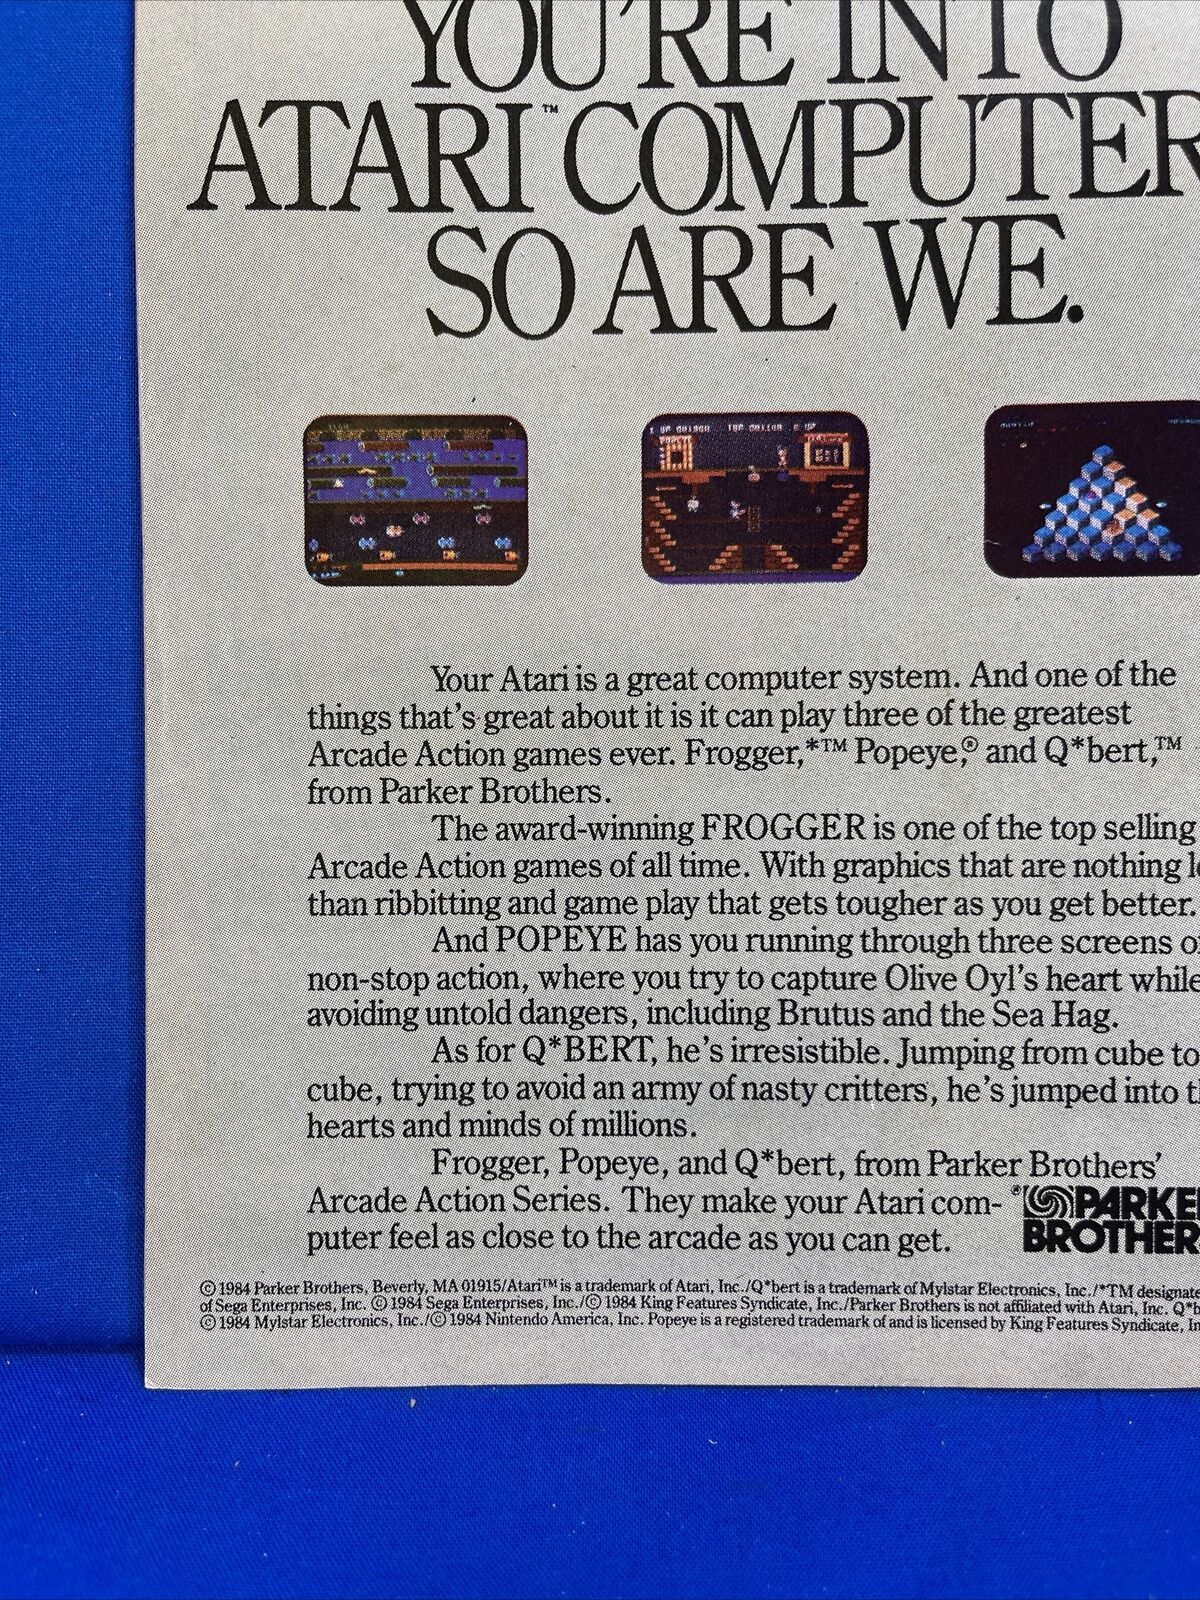 YOU'RE INTO
ATARI™ COMPUTER
SO ARE WE.
Your Atari is a great computer system. And one of the
things that's great about it is it can play three of the greatest
Arcade Action games ever. Frogger,*™ Popeye,® and Q*bert,™
from Parker Brothers.
The award-winning FROGGER is one of the top selling
Arcade Action games of all time. With graphics that are nothing
than ribbitting and game play that gets tougher as you get better.
And POPEYE has you running through three screens
non-stop action, where you try to capture Olive Oyl's heart while
avoiding untold dangers, including Brutus and the Sea Hag.
As for Q*BERT, he's irresistible. Jumping from cube to
cube, trying to avoid an army of nasty critters, he's jumped into
hearts and minds of millions.
Frogger, Popeye, and Q*bert, from Parker Brothers'
Arcade Action Series. They make your Atari com-
puter feel as close to the arcade as you can get.
® PARKE
BROTHER
© 1984 Parker Brothers, Beverly, MA 01915/Atari™ is a trademark of Atari, Inc./Q*bert is a trademark of Mylstar Electronics, Inc./*TM designate
of Sega Enterprises, Inc. © 1984 Sega Enterprises, Inc./© 1984 King Features Syndicate, Inc./Parker Brothers is not affiliated with Atari, Inc. Q*b
© 1984 Mylstar Electronics, Inc./© 1984 Nintendo America, Inc. Popeye is a registered trademark of and is licensed by King Features Syndicate, In